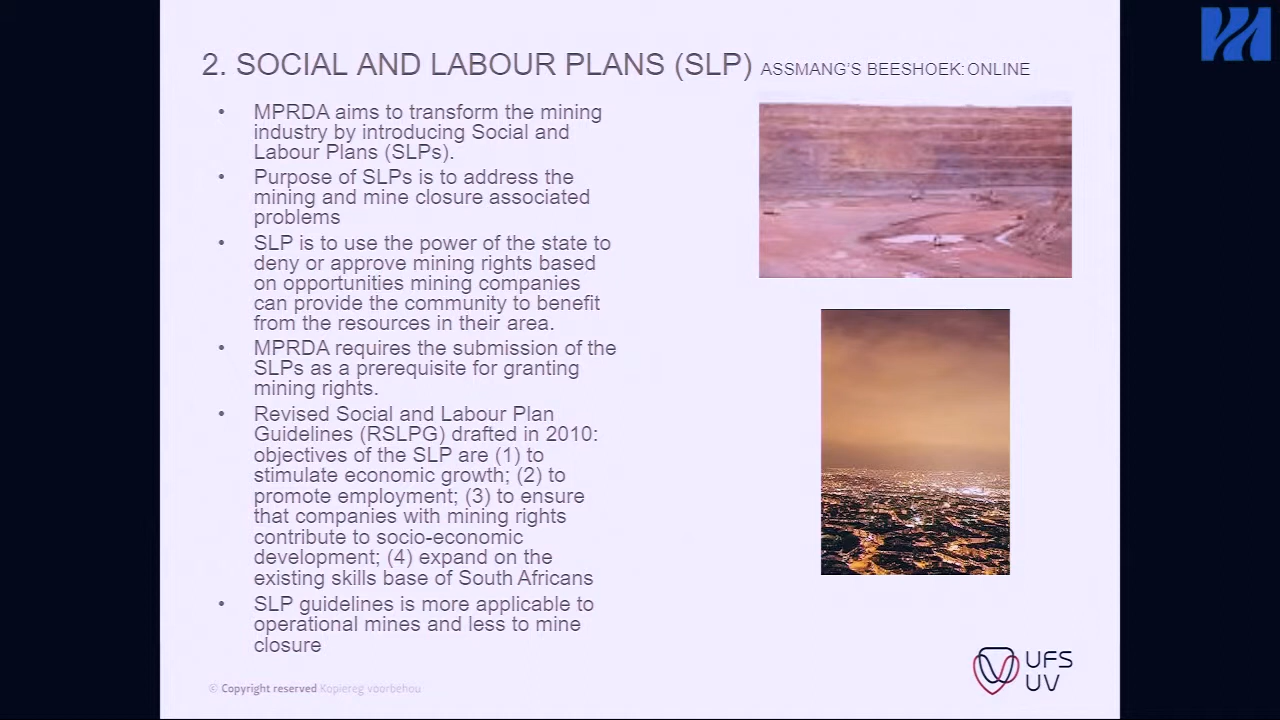 2. SOCIAL AND LABOUR PLANS (SLP) ASSMANG'S BEESHOEK: ONLINE
• MPRDA aims to transform the mining
industry by introducing Social and
Labour Plans (SLPs).
• Purpose of SLPs is to address the
mining and mine closure associated
problems
• SLP is to use the power of the state to
deny or approve mining rights based
on opportunities mining companies
can provide the community to benefit
from the resources in their area.
• MPRDA requires the submission of the
SLPs as a prerequisite for granting
mining rights.
• Revised Social and Labour Plan
Guidelines (RSLPG) drafted in 2010:
objectives of the SLP are (1) to
stimulate economic growth; (2) to
promote employment; (3) to ensure
that companies with mining rights
contribute to socio-economic
development; (4) expand on the
existing skills base of South Africans
• SLP guidelines is more applicable to
operational mines and less to mine
closure
© Copyright reserved Kopiereg voorbehou
UFS
UV